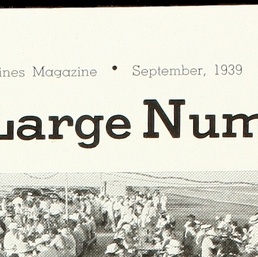 ines Magazine • September, 1939
Large Num